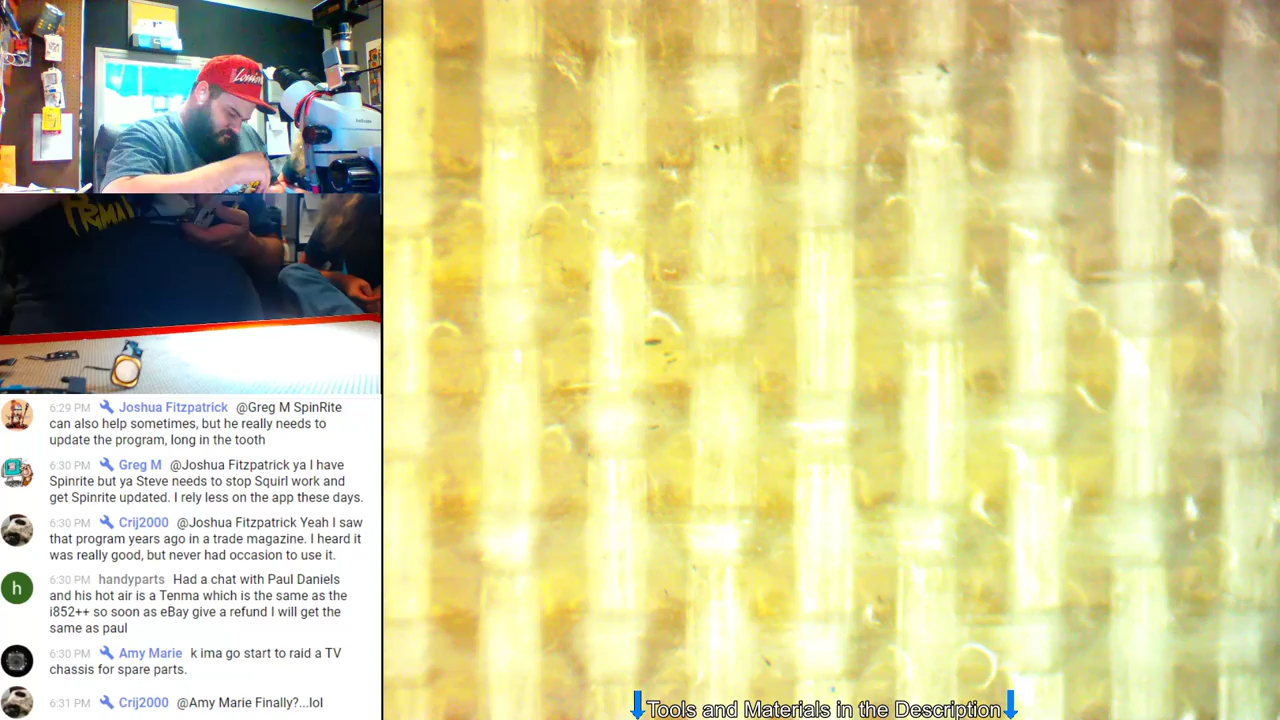 6:29 PM Joshua Fitzpatrick @Greg M SpinRite
can also help sometimes, but he really needs to
update the program, long in the tooth
6:30 PM Greg M @Joshua Fitzpatrick ya I have
Spinrite but ya Steve needs to stop Squirl work and
get Spinrite updated. I rely less on the app these days.
6:30 PM Crij2000 @Joshua Fitzpatrick Yeah I saw
that program years ago in a trade magazine. I heard it
was really good, but never had occasion to use it.
h
6:30 PM handyparts Had a chat with Paul Daniels
and his hot air is a Tenma which is the same as the
i852++ so soon as eBay give a refund I will get the
same as paul
6:30 PM Amy Marie k ima go start to raid a TV
chassis for spare parts.
6:31 PM Crij2000 @Amy Marie Finally?...lol
Tools and Materials in the Description